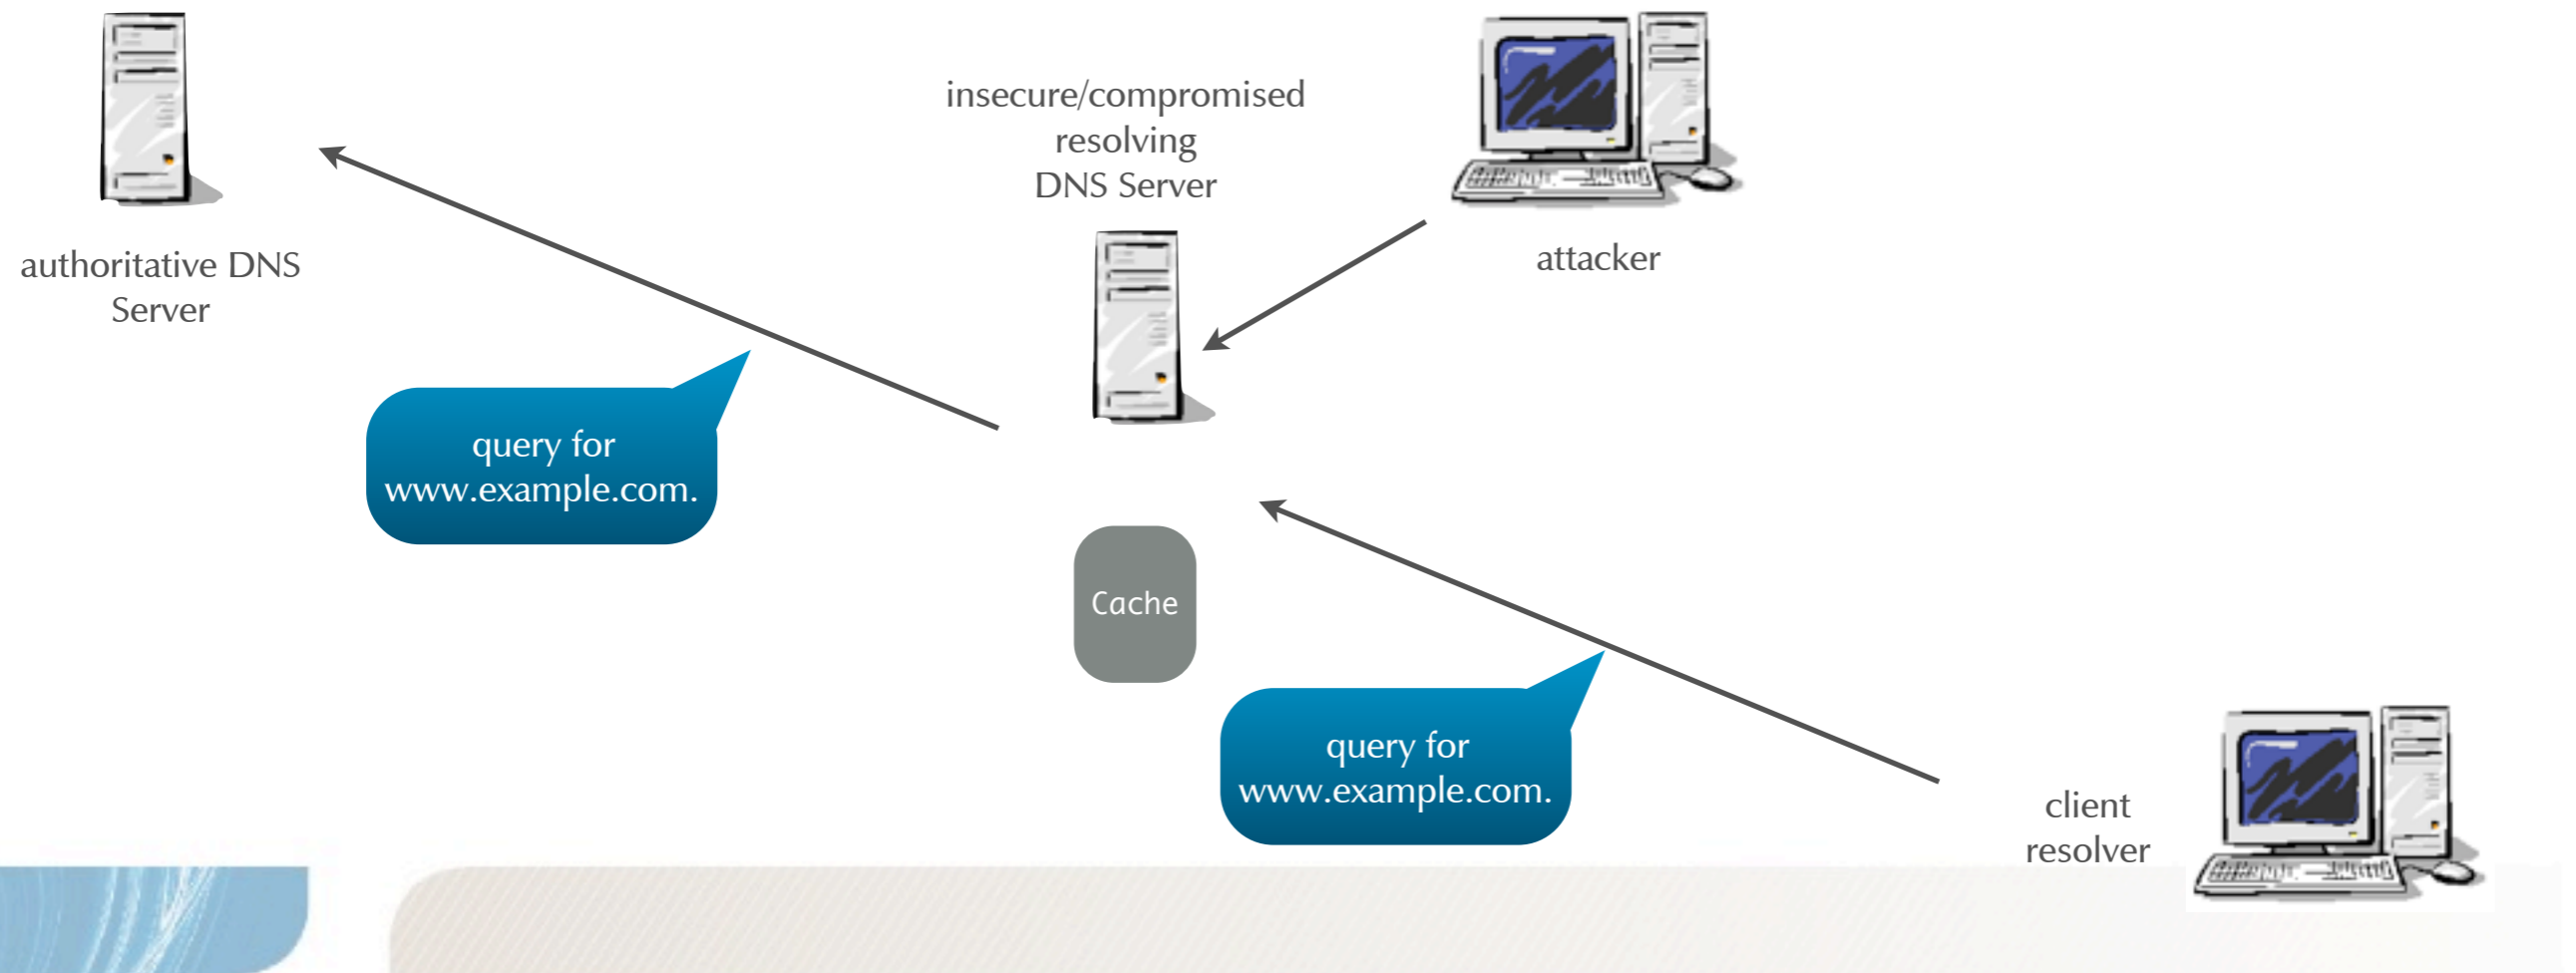 insecure/compromised
resolving
DNS Server
authoritative DNS
Server
attacker
query for
www.example.com.
Cache
query for
www.example.com.
client
resolver